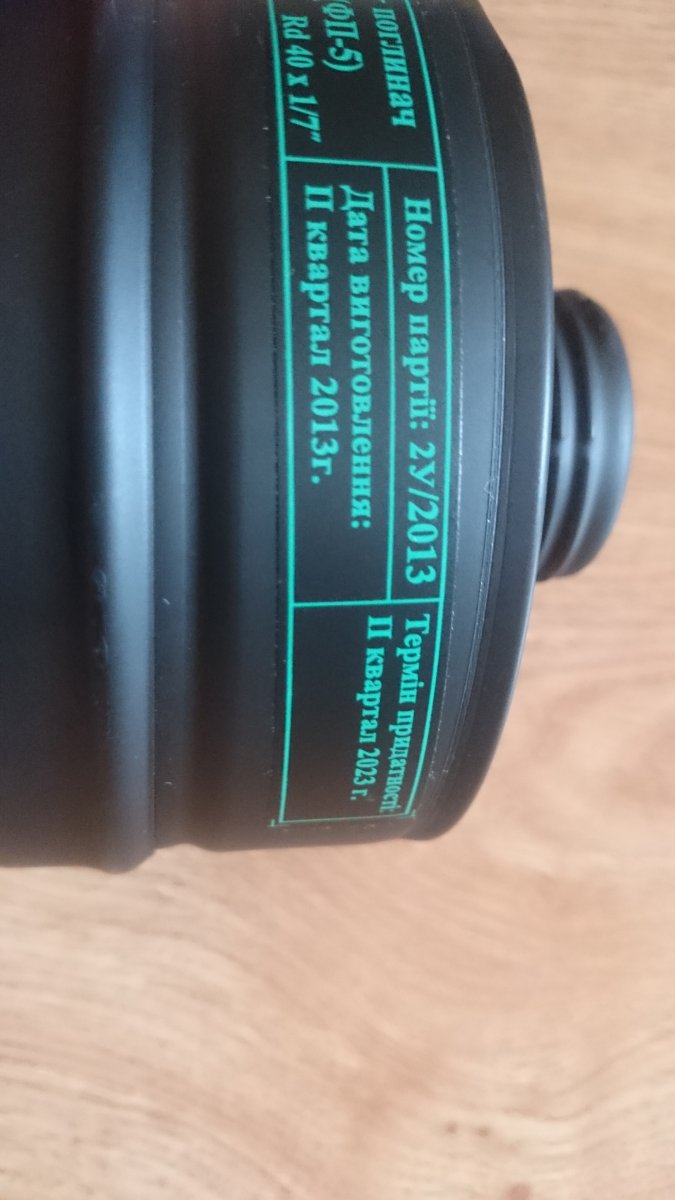 поглинач
ФП-5)
Rd 40 x 1/7"
Номер партії: 2У/2013
Дата виготовлення:
ІІ квартал 2013г.
Термін придатності:
ІІ квартал 2023 г.